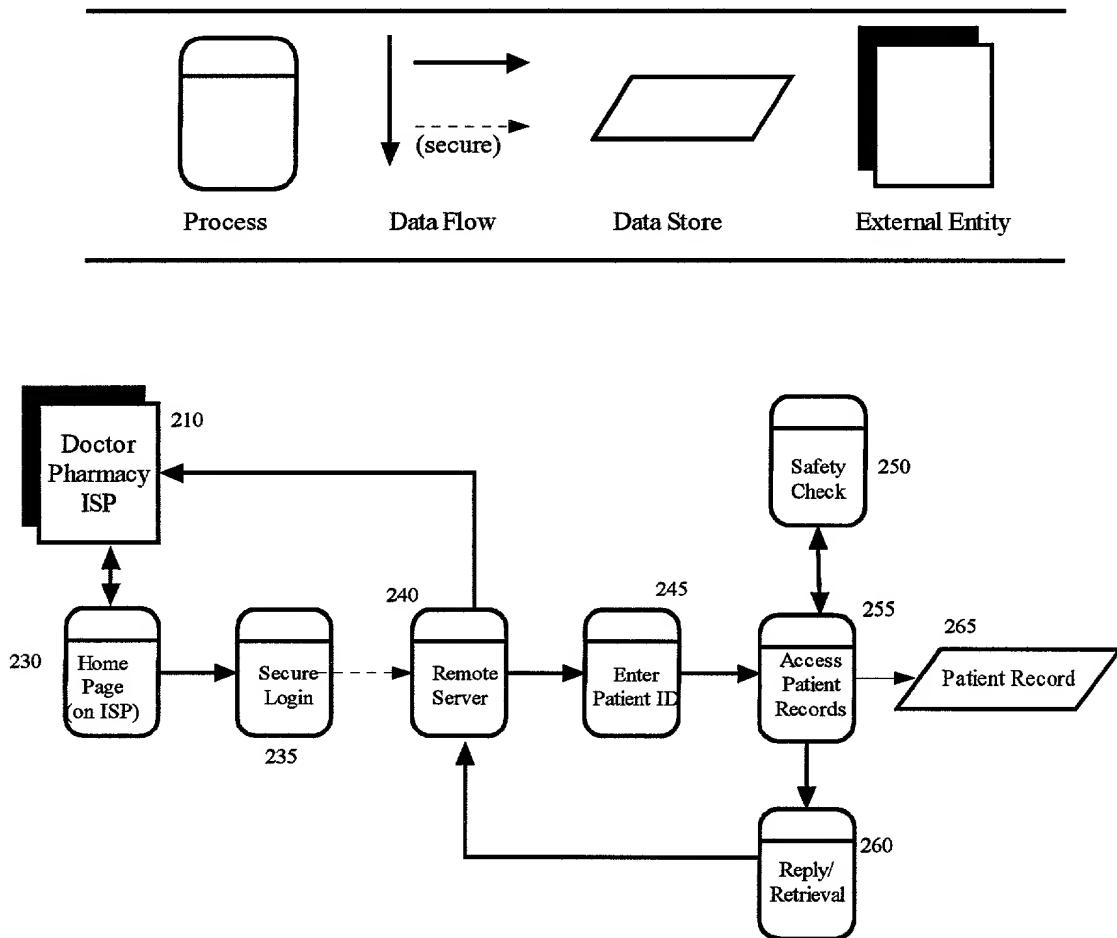 (secure)
Process
Data Flow
Data Store
External Entity
210
Doctor
Pharmacy
ISP
Safety
Check
250
240
245
255
265
230
Home
Page
(on ISP)
Secure
Login
Remote
Server
Enter
Patient ID
Access
Patient
Records
Patient Record
235
260
Reply/
Retrieval